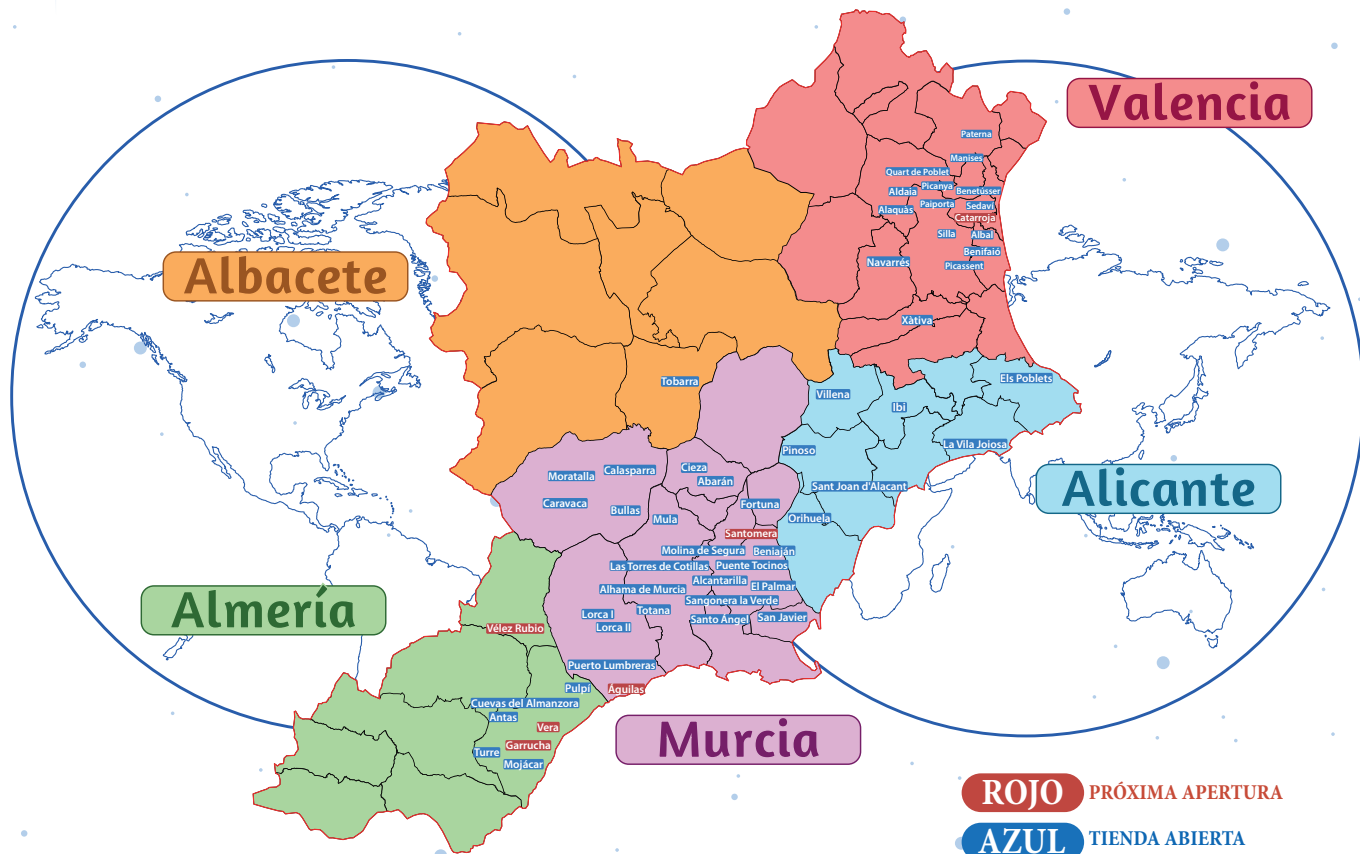 Valencia
Paterna
Manises
Quart de Poblet
Picanya
Aldaia
Benetússer
Paiporta
Sedaví
Alaquàs
Catarroja
Silla
Albal
Benifaió
Navarrés
Picassent
Xàtiva
Albacete
Tobarra
Els Poblets
Villena
Ibi
La Vila Joiosa
Pinoso
Sant Joan d'Alacant
Orihuela
Alicante
Moratalla
Calasparra
Cieza
Abarán
Caravaca
Bullas
Fortuna
Mula
Santomera
Molina de Segura
Beniaján
Las Torres de Cotillas
Puente Tocinos
Alcantarilla
Alhama de Murcia
El Palmar
Sangonera la Verde
Lorca I
Totana
Lorca II
Santo Ángel
San Javier
Puerto Lumbreras
Águilas
Almería
Vélez Rubio
Pulpí
Cuevas del Almanzora
Antas
Vera
Garrucha
Turre
Mojácar
Murcia
ROJO PRÓXIMA APERTURA
AZUL TIENDA ABIERTA